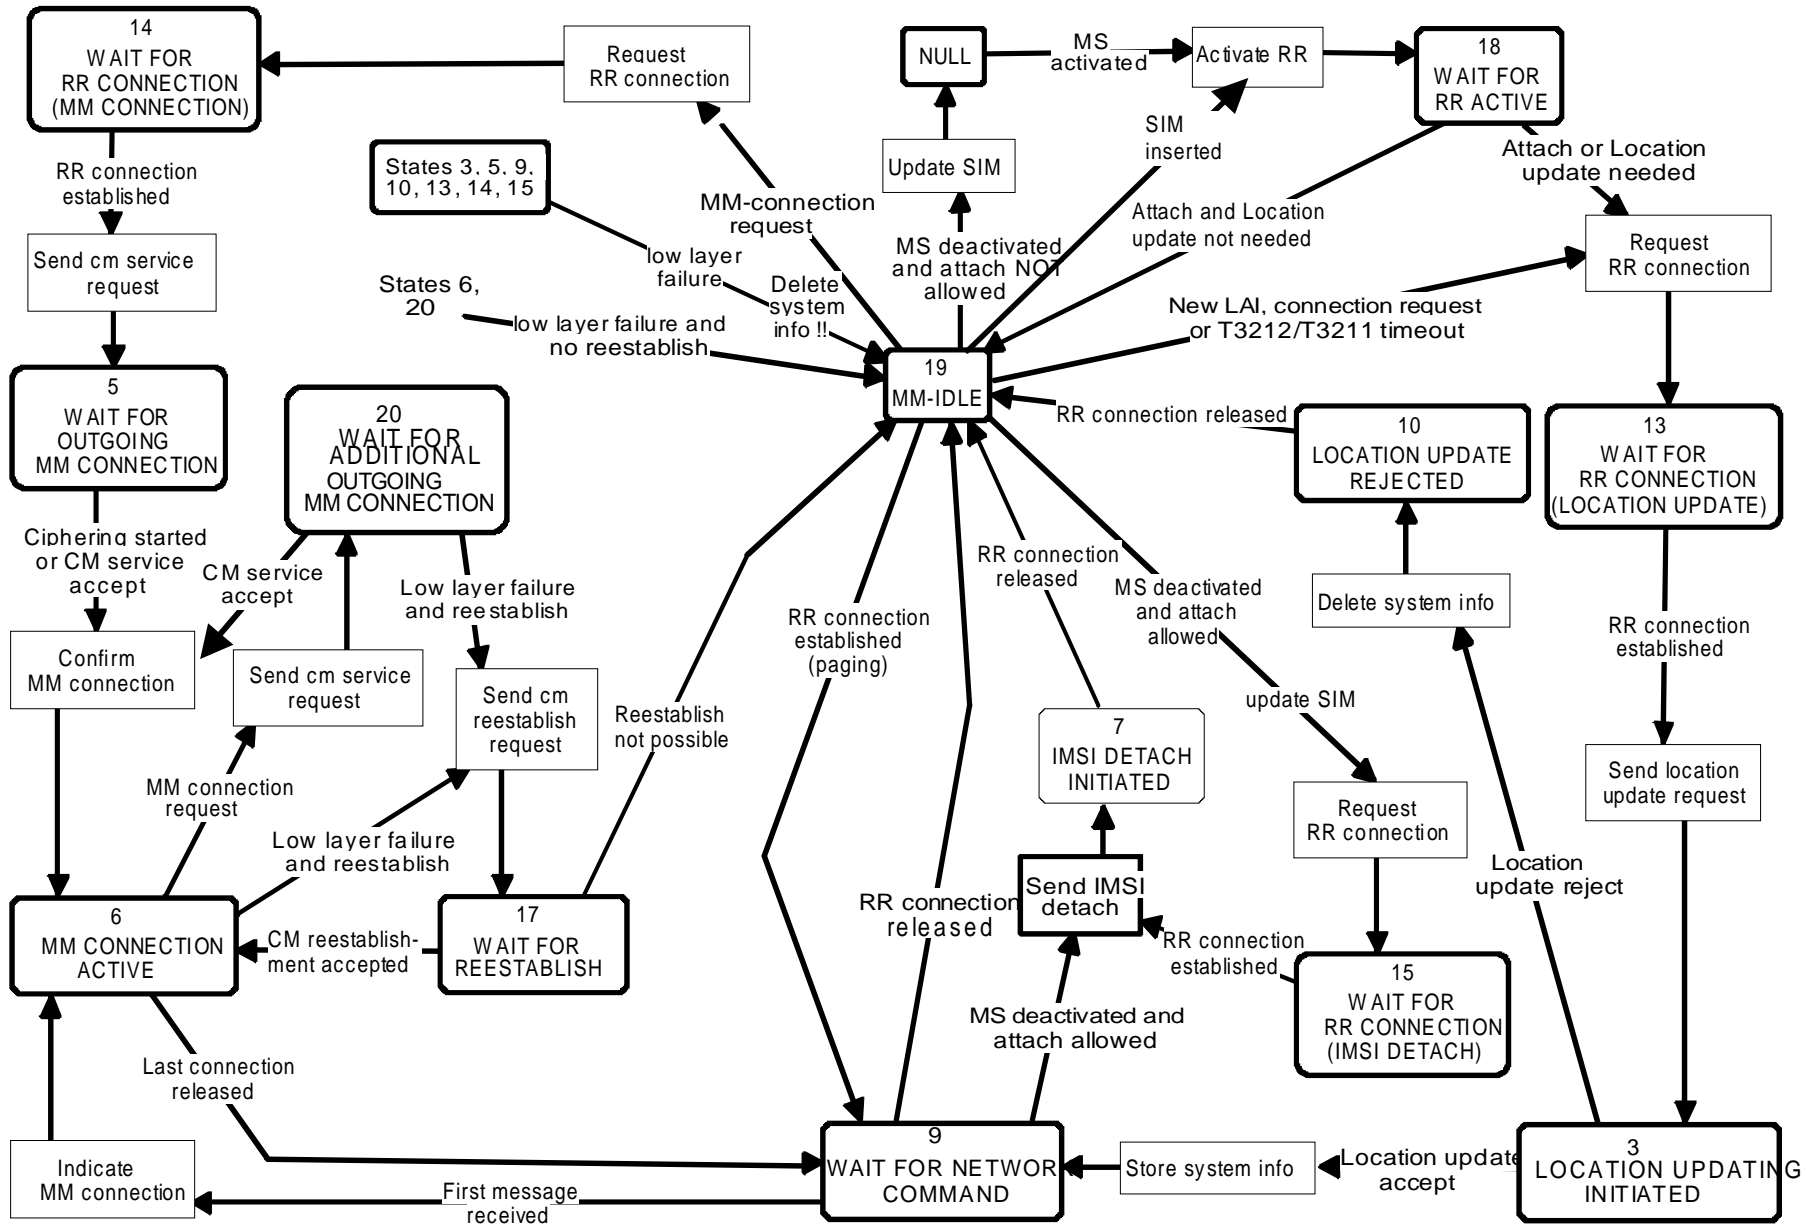 14
WAIT FOR
RR CONNECTION
(MM CONNECTION)
Request
RR connection
NULL
MS
activated
Activate RR
18
WAIT FOR
RR ACTIVE
States 3, 5, 9,
10, 13, 14, 15
Update SIM
SIM
inserted
Attach or Location
update needed
RR connection
established
MM-connection
request
Attach and Location
update not needed
Send cm service
request
low layer
failure
MS deactivated
and attach NOT
allowed
Request
RR connection
States 6,
20
Delete
system
info !!
low layer failure and
no reestablish
New LAI, connection request
or T3212/T3211 timeout
19
MM-IDLE
5
WAIT FOR
OUTGOING
MM CONNECTION
20
WAIT FOR
ADDITIONAL
OUTGOING
MM CONNECTION
RR connection released
10
LOCATION UPDATE
REJECTED
13
WAIT FOR
RR CONNECTION
(LOCATION UPDATE)
Ciphering started
or CM service
accept
CM service
accept
Low layer failure
and reestablish
RR connection
released
MS deactivated
and attach
allowed
Delete system info
RR connection
established
(paging)
RR connection
established
Confirm
MM connection
Send cm service
request
Send cm
reestablish
request
Reestablish
not possible
update SIM
7
IMSI DETACH
INITIATED
MM connection
request
Request
RR connection
Send location
update request
Low layer failure
and reestablish
Location
update reject
Send IMSI
detach
RR connection
released
6
MM CONNECTION
ACTIVE
CM reestablish-
ment accepted
17
WAIT FOR
REESTABLISH
RR connection
established
15
WAIT FOR
RR CONNECTION
(IMSI DETACH)
MS deactivated and
attach allowed
Last connection
released
Indicate
MM connection
First message
received
9
WAIT FOR NETWOR
COMMAND
Store system info
Location update
accept
3
LOCATION UPDATING
INITIATED